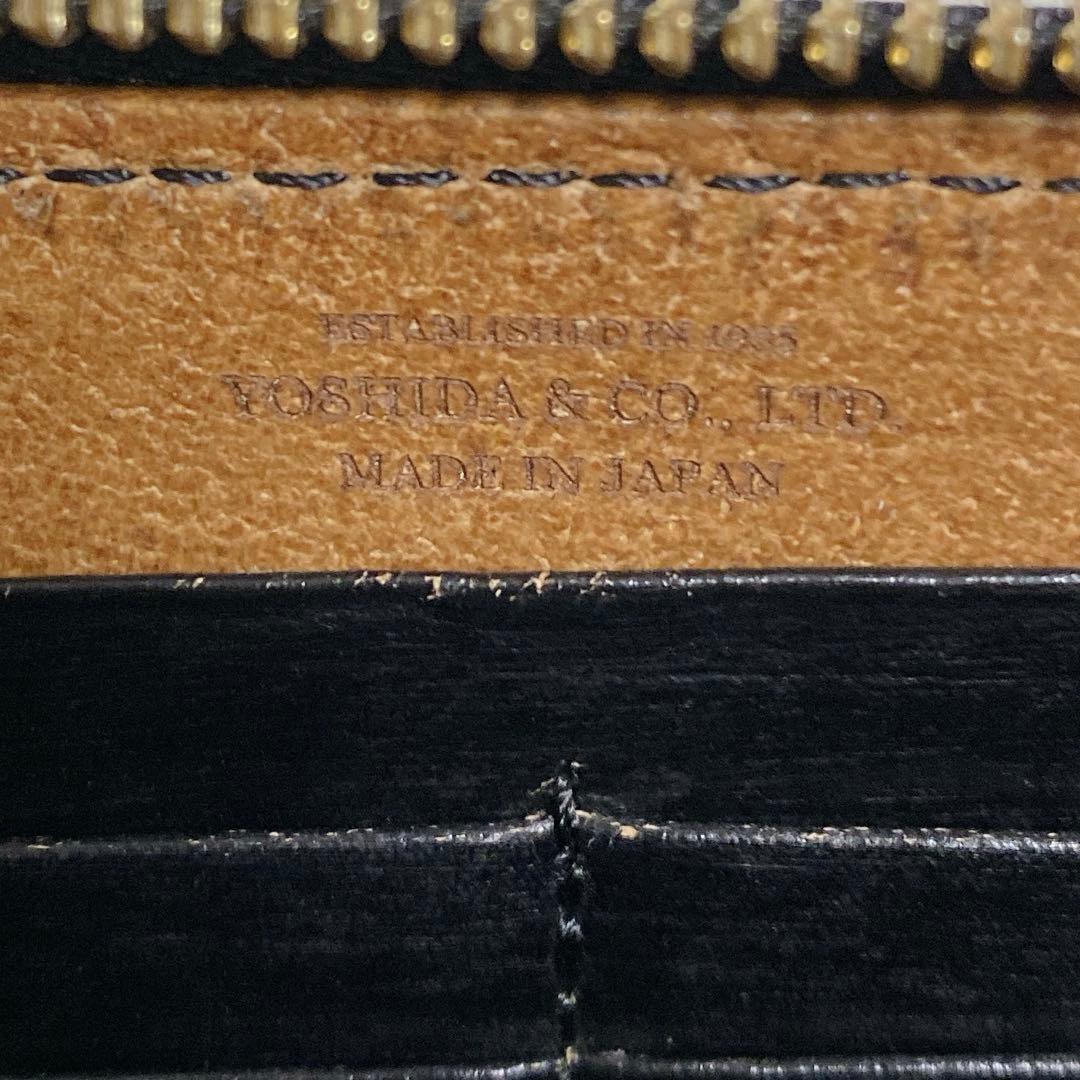 ESTABLISHED IN 1935
YOSHIDA & CO., LTD.
MADE IN JAPAN